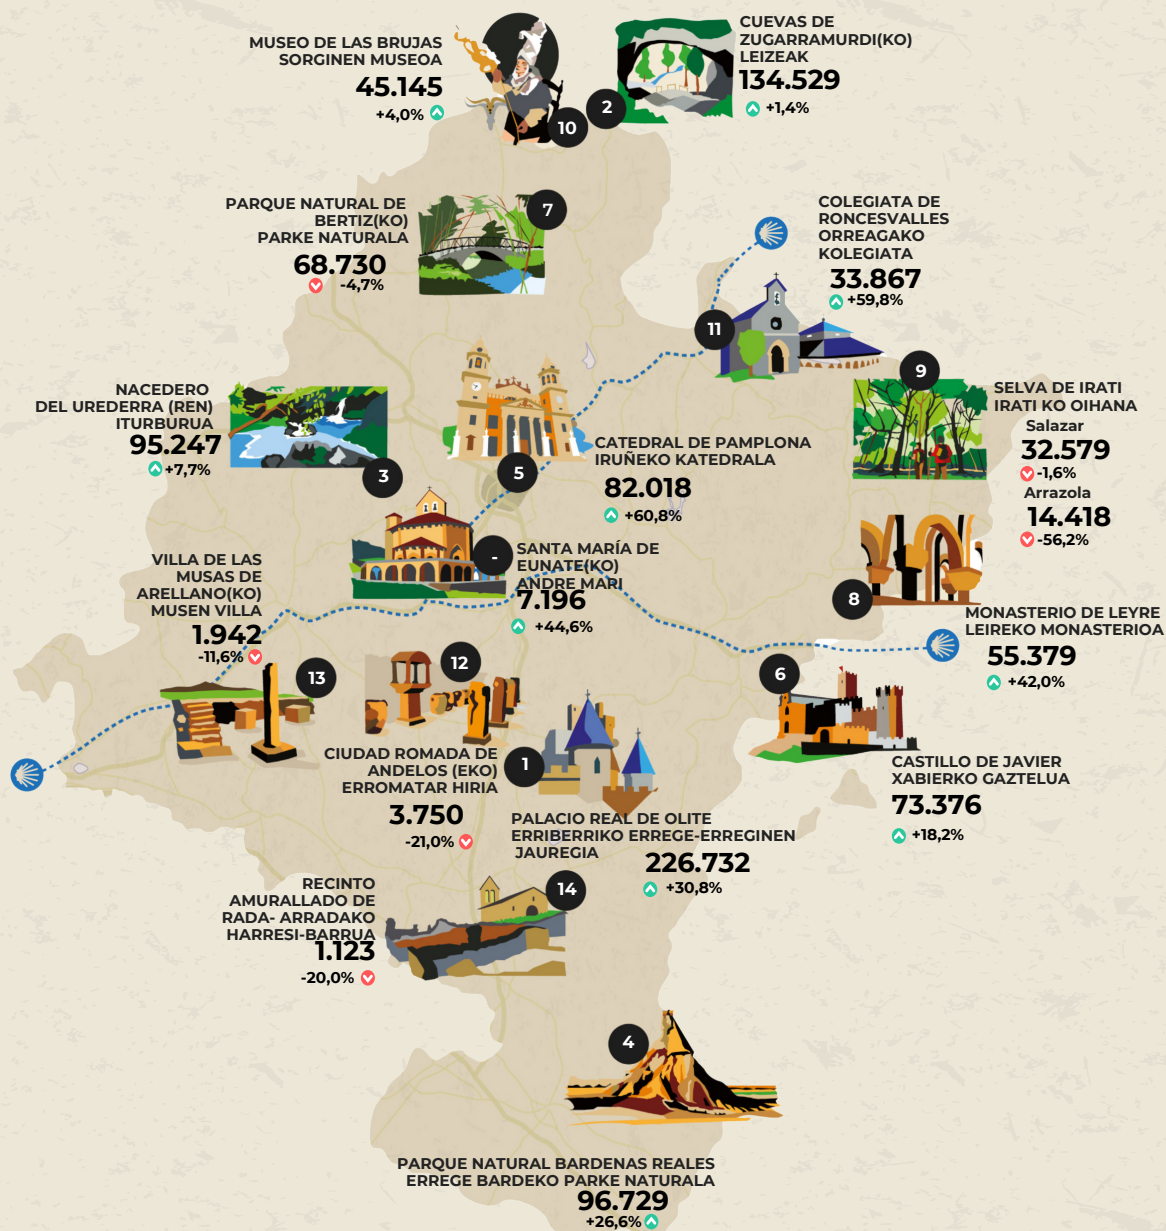 MUSEO DE LAS BRUJAS
SORGINEN MUSEOA
45.145
+4,0%
10
2
CUEVAS DE
ZUGARRAMURDI(KO)
LEIZEAK
134.529
+1,4%
PARQUE NATURAL DE
BERTIZ(KO)
PARKE NATURALA
68.730
-4,7%
7
COLEGIATA DE
RONCESVALLES
ORREAGAKO
KOLEGIATA
33.867
+59,8%
11
NACEDERO
DEL UREDERRA (REN)
ITURBURUA
95.247
+7,7%
3
5
CATEDRAL DE PAMPLONA
IRUÑEKO KATEDRALA
82.018
+60,8%
9
SELVA DE IRATI
IRATI KO OIHANA
Salazar
32.579
-1,6%
Arrazola
14.418
-56,2%
-
SANTA MARÍA DE
EUNATE(KO)
ANDRE MARI
7.196
+44,6%
VILLA DE LAS
MUSAS DE
ARELLANO(KO)
MUSEN VILLA
1.942
-11,6%
13
8
MONASTERIO DE LEYRE
LEIREKO MONASTERIOA
55.379
+42,0%
12
CIUDAD ROMADA DE
ANDELOS (EKO)
ERROMATAR HIRIA
3.750
-21,0%
6
CASTILLO DE JAVIER
XABIERKO GAZTELUA
73.376
+18,2%
1
PALACIO REAL DE OLITE
ERRIBERRIKO ERREGE-ERREGINEN
JAUREGIA
226.732
+30,8%
RECINTO
AMURALLADO DE
RADA- ARRADAKO
HARRESI-BARRUA
1.123
-20,0%
14
4
PARQUE NATURAL BARDENAS REALES
ERREGE BARDEKO PARKE NATURALA
96.729
+26,6%